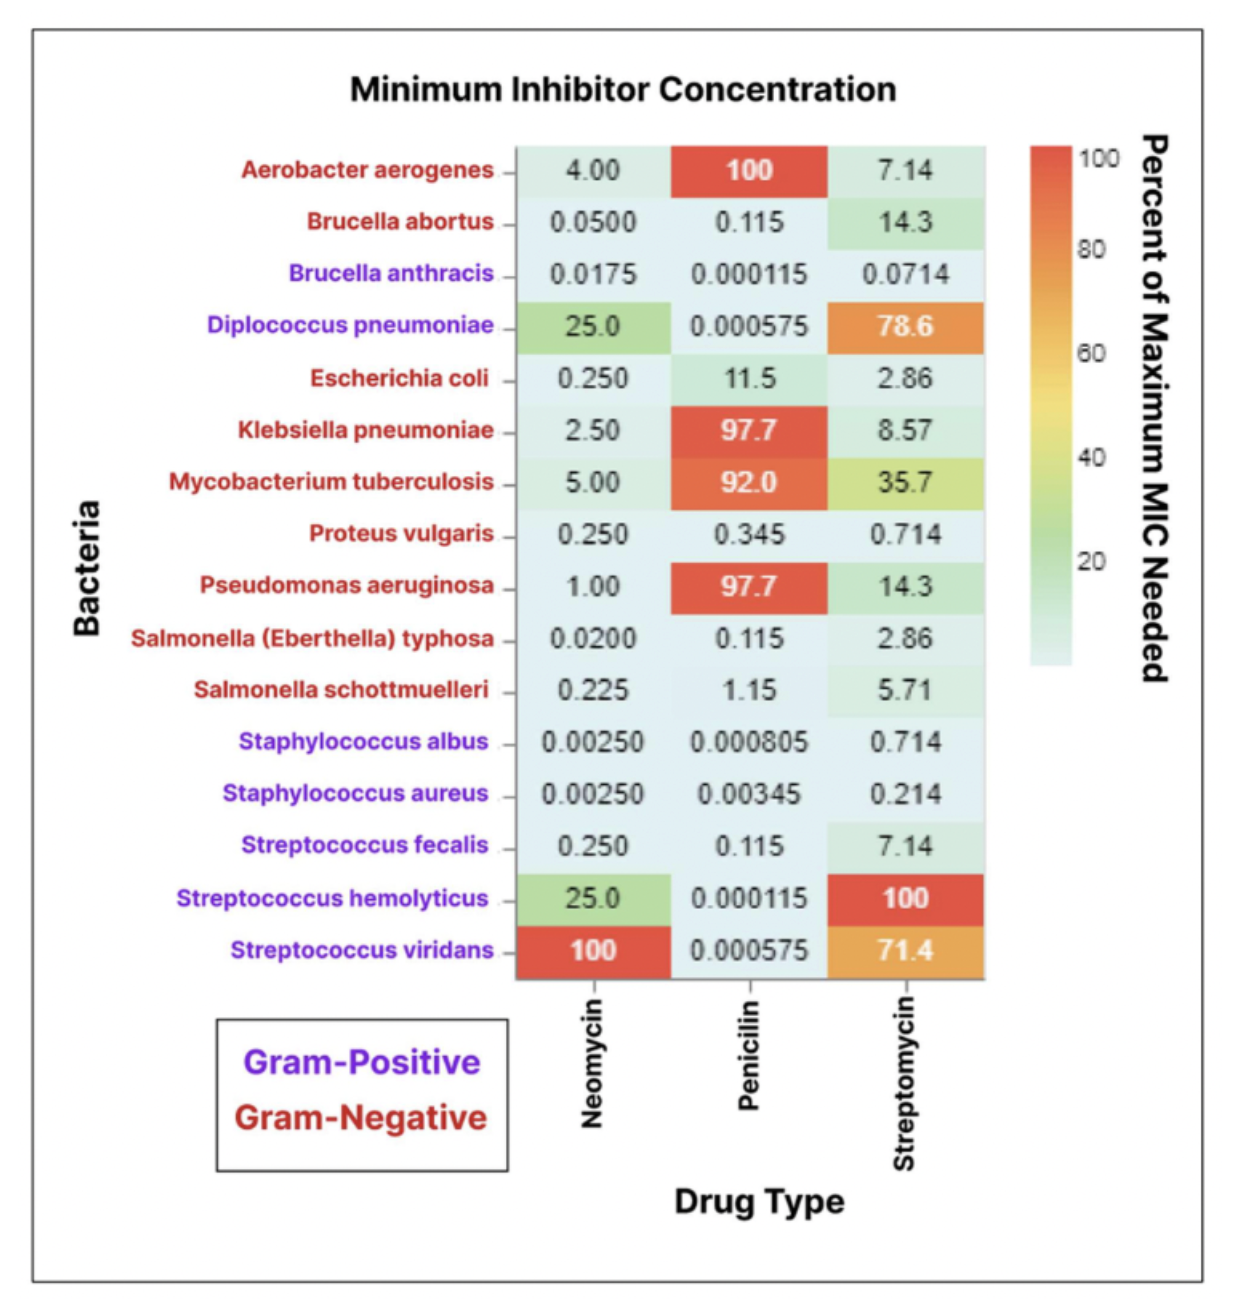 Minimum Inhibitor Concentration
Aerobacter aerogenes 4.00 100 7.14
Brucella abortus 0.0500 0.115 14.3
Brucella anthracis 0.0175 0.000115 0.0714
Diplococcus pneumoniae 25.0 0.000575 78.6
Escherichia coli 0.250 11.5 2.86
Klebsiella pneumoniae 2.50 97.7 8.57
Mycobacterium tuberculosis 5.00 92.0 35.7
Proteus vulgaris 0.250 0.345 0.714
Pseudomonas aeruginosa 1.00 97.7 14.3
Salmonella (Eberthella) typhosa 0.0200 0.115 2.86
Salmonella schottmuelleri 0.225 1.15 5.71
Staphylococcus albus 0.00250 0.000805 0.714
Staphylococcus aureus 0.00250 0.00345 0.214
Streptococcus fecalis 0.250 0.115 7.14
Streptococcus hemolyticus 25.0 0.000115 100
Streptococcus viridans 100 0.000575 71.4
Bacteria
Neomycin
Penicilin
Streptomycin
Drug Type
100
80
60
40
20
Percent of Maximum MIC Needed
Gram-Positive
Gram-Negative